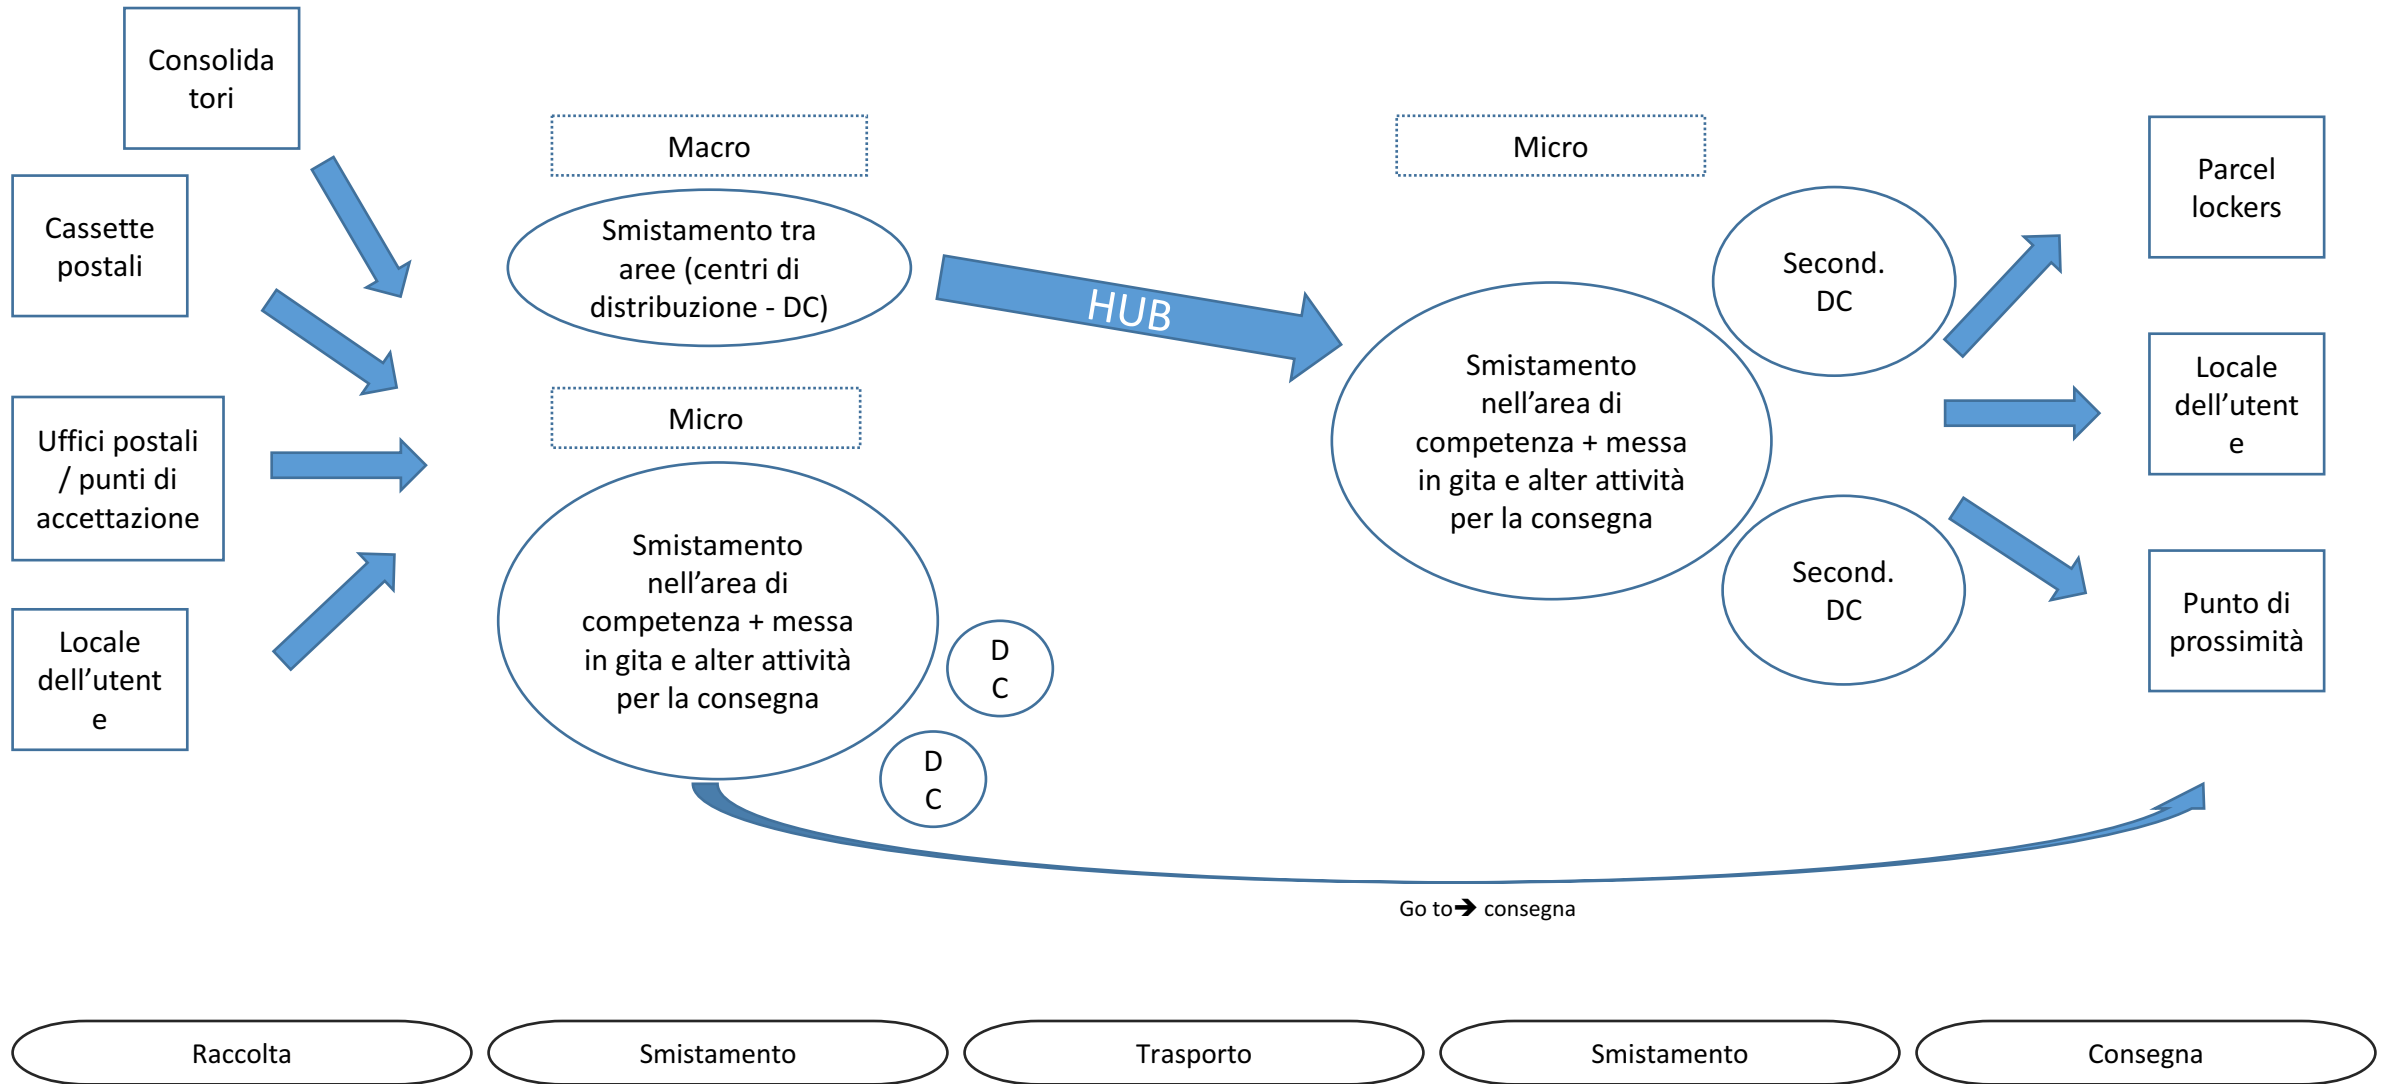 Consolida
tori
Cassette
postali
Uffici postali
/ punti di
accettazione
Locale
dell’utent
e
Macro
Smistamento tra
aree (centri di
distribuzione - DC)
Micro
Smistamento
nell’area di
competenza + messa
in gita e alter attività
per la consegna
D
C
D
C
HUB
Micro
Smistamento
nell’area di
competenza + messa
in gita e alter attività
per la consegna
Second.
DC
Second.
DC
Parcel
lockers
Locale
dell’utent
e
Punto di
prossimità
Go to➔ consegna
Raccolta
Smistamento
Trasporto
Smistamento
Consegna